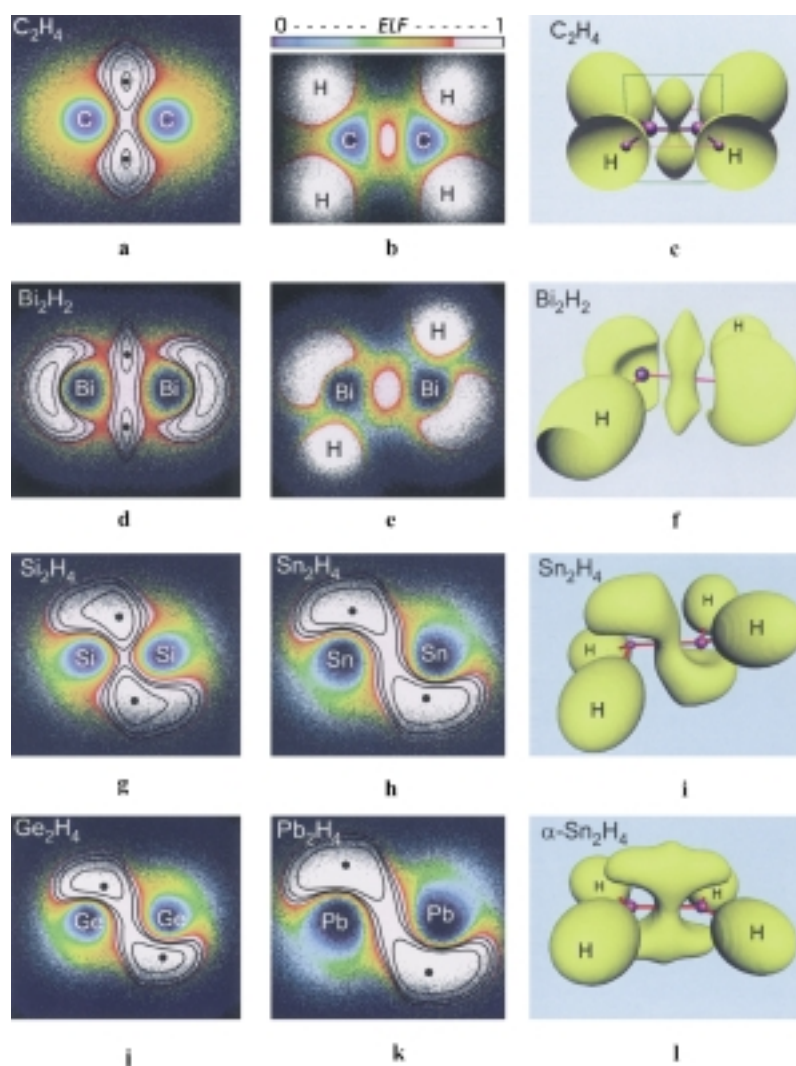 C₂H₄
0 - - - - - - ELF - - - - - - 1
C₂H₄
C C
H H
C C
H H
H H
a b c
Bi₂H₂
Bi₂H₂
Bi Bi
H
Bi Bi
H
H
H
d e f
Si₂H₄
Sn₂H₄
Sn₂H₄
Si Si
Sn Sn
H
H
H
H
g h i
Ge₂H₄
Pb₂H₄
α-Sn₂H₄
Ge Ge
Pb Pb
H H
H H
j k l